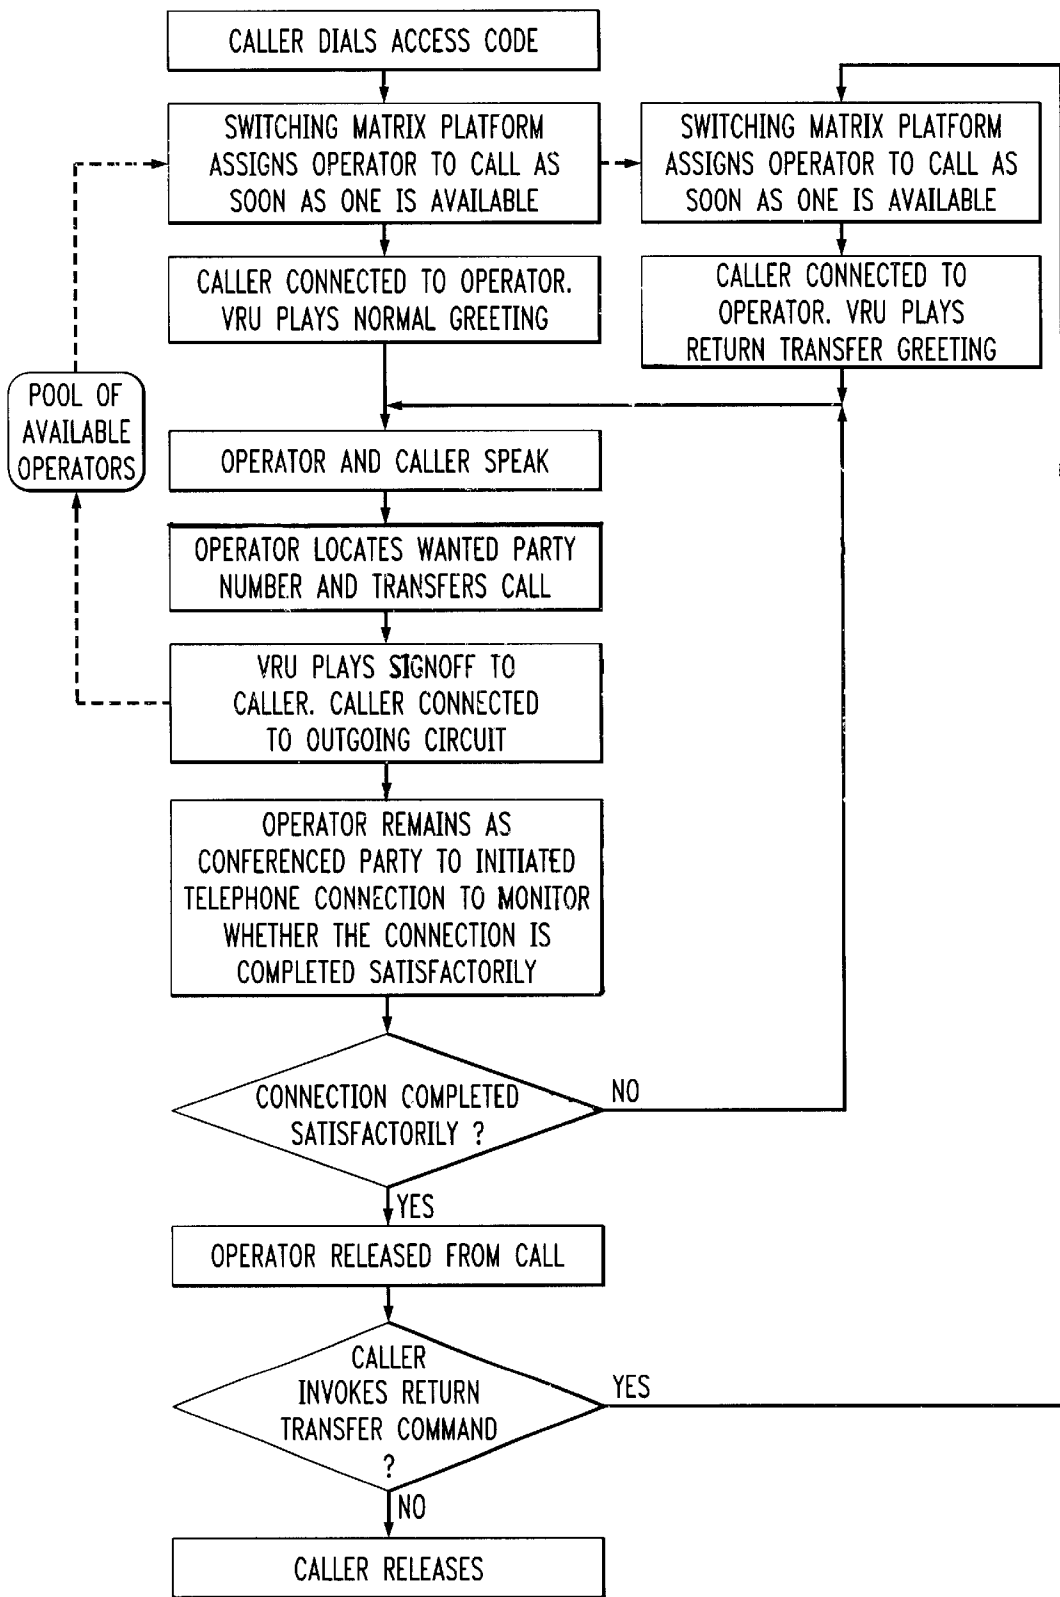 CALLER DIALS ACCESS CODE
SWITCHING MATRIX PLATFORM
ASSIGNS OPERATOR TO CALL AS
SOON AS ONE IS AVAILABLE
SWITCHING MATRIX PLATFORM
ASSIGNS OPERATOR TO CALL AS
SOON AS ONE IS AVAILABLE
CALLER CONNECTED TO OPERATOR.
VRU PLAYS NORMAL GREETING
CALLER CONNECTED TO
OPERATOR. VRU PLAYS
RETURN TRANSFER GREETING
POOL OF
AVAILABLE
OPERATORS
OPERATOR AND CALLER SPEAK
OPERATOR LOCATES WANTED PARTY
NUMBER AND TRANSFERS CALL
VRU PLAYS SIGNOFF TO
CALLER. CALLER CONNECTED
TO OUTGOING CIRCUIT
OPERATOR REMAINS AS
CONFERENCED PARTY TO INITIATED
TELEPHONE CONNECTION TO MONITOR
WHETHER THE CONNECTION IS
COMPLETED SATISFACTORILY
CONNECTION COMPLETED
SATISFACTORILY ?
NO
YES
OPERATOR RELEASED FROM CALL
CALLER
INVOKES RETURN
TRANSFER COMMAND
?
YES
NO
CALLER RELEASES